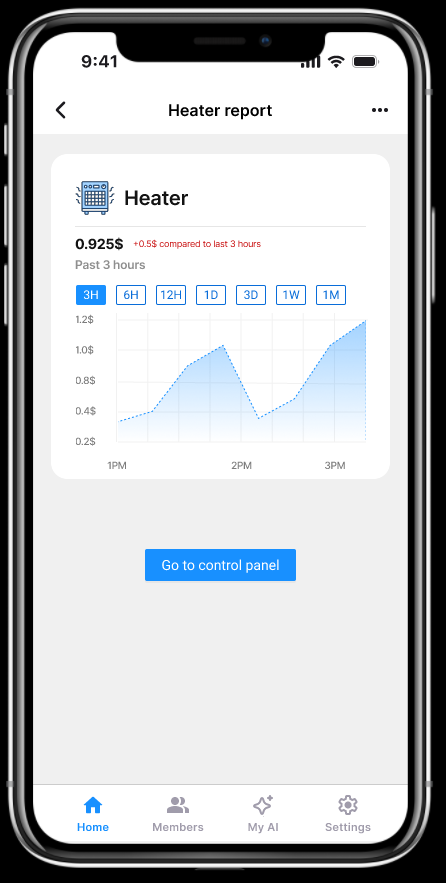 9:41
Heater report
Heater
0.925$ +0.5$ compared to last 3 hours
Past 3 hours
3H 6H 12H 1D 3D 1W 1M
1.2$
1.0$
0.8$
0.4$
0.2$
1PM 2PM 3PM
Go to control panel
Home Members My AI Settings